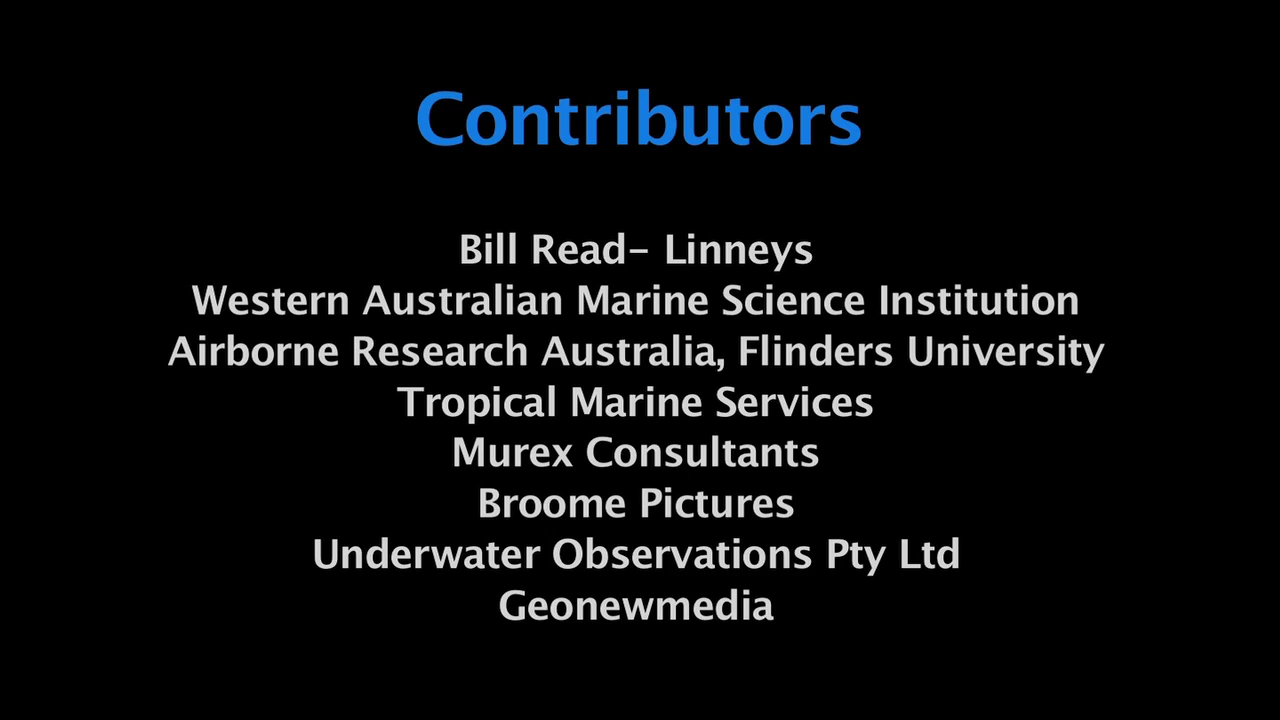 Contributors
Bill Read- Linneys
Western Australian Marine Science Institution
Airborne Research Australia, Flinders University
Tropical Marine Services
Murex Consultants
Broome Pictures
Underwater Observations Pty Ltd
Geonewmedia